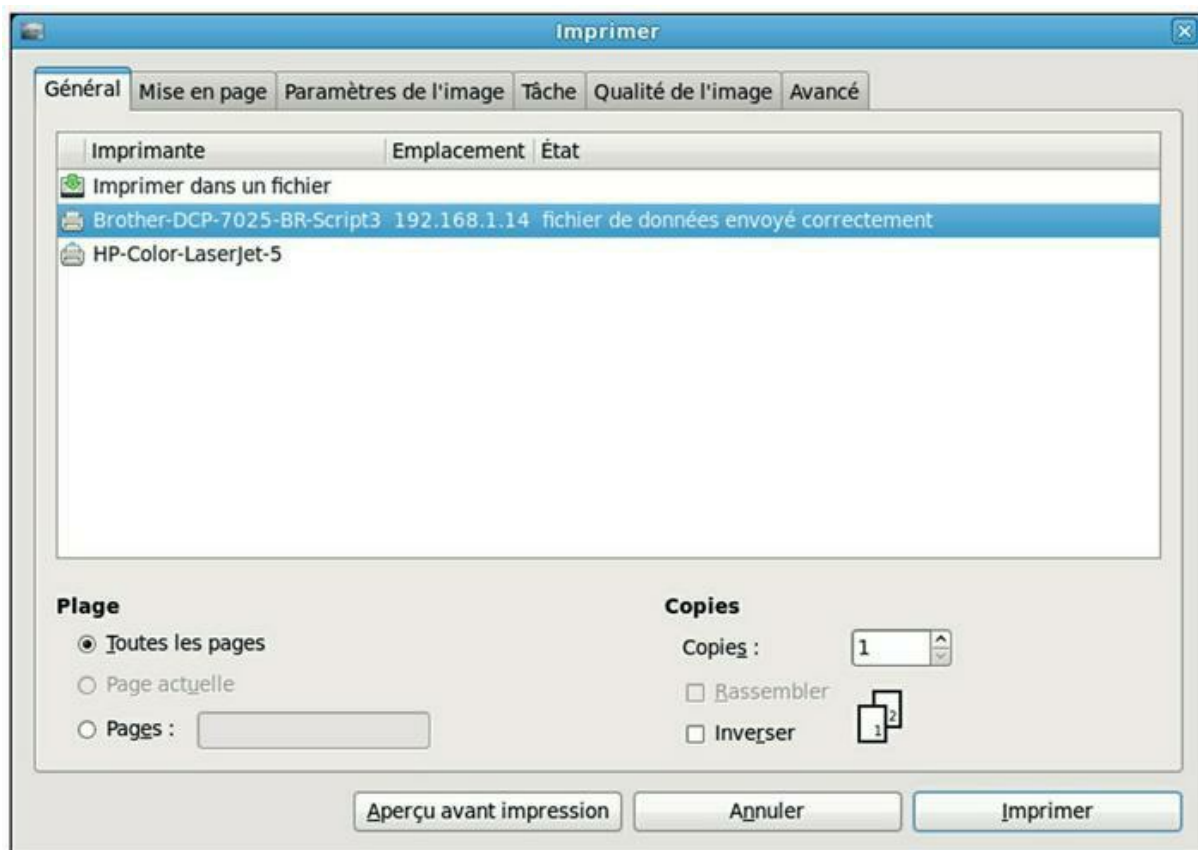 Imprimer
Général Mise en page Paramètres de l'image Tâche Qualité de l'image Avancé
Imprimante Emplacement État
Imprimer dans un fichier
Brother-DCP-7025-BR-Script3 192.168.1.14 fichier de données envoyé correctement
HP-Color-LaserJet-5
Plage
Toutes les pages
Page actuelle
Pages :
Copies
Copies : 1
Rassembler
Inverser
1 2
Aperçu avant impression Annuler Imprimer